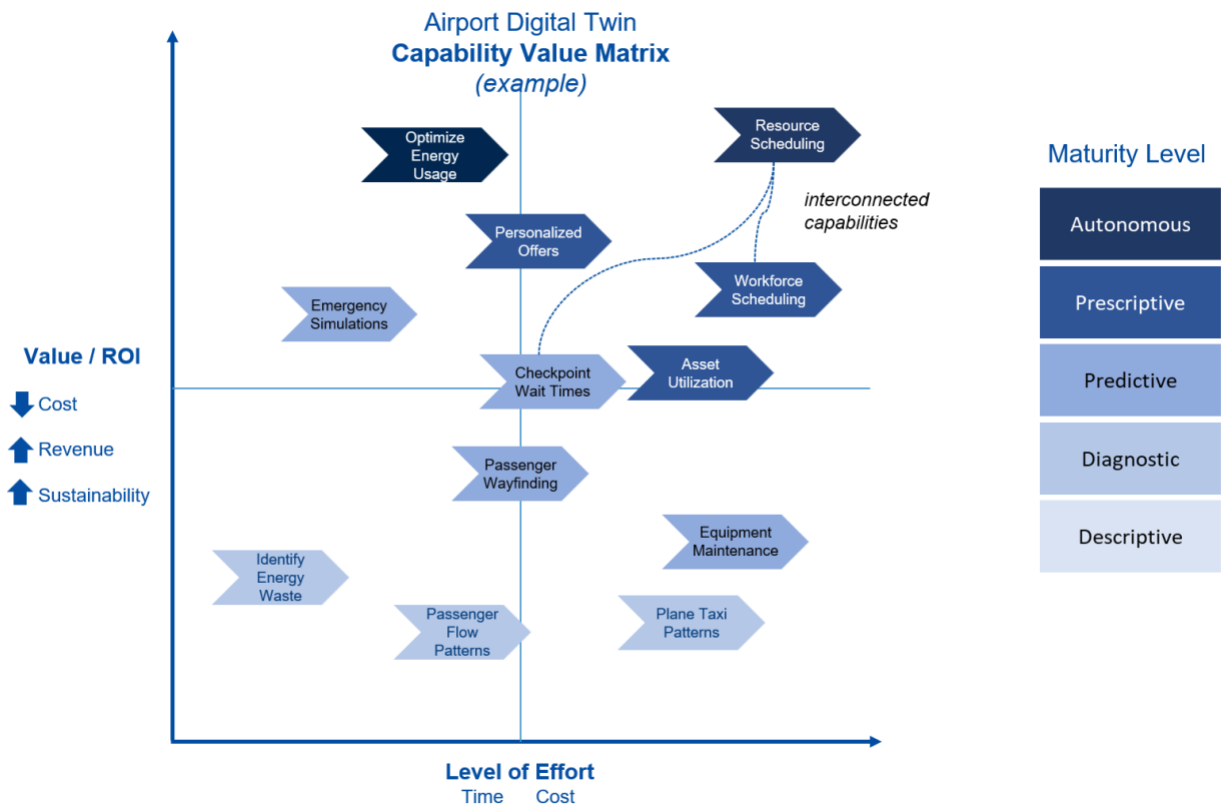 Airport Digital Twin
Capability Value Matrix
(example)
Optimize
Energy
Usage
Resource
Scheduling
interconnected
capabilities
Personalized
Offers
Workforce
Scheduling
Emergency
Simulations
Checkpoint
Wait Times
Asset
Utilization
Passenger
Wayfinding
Equipment
Maintenance
Identify
Energy
Waste
Passenger
Flow
Patterns
Plane Taxi
Patterns
Value / ROI
Cost
Revenue
Sustainability
Level of Effort
Time Cost
Maturity Level
Autonomous
Prescriptive
Predictive
Diagnostic
Descriptive